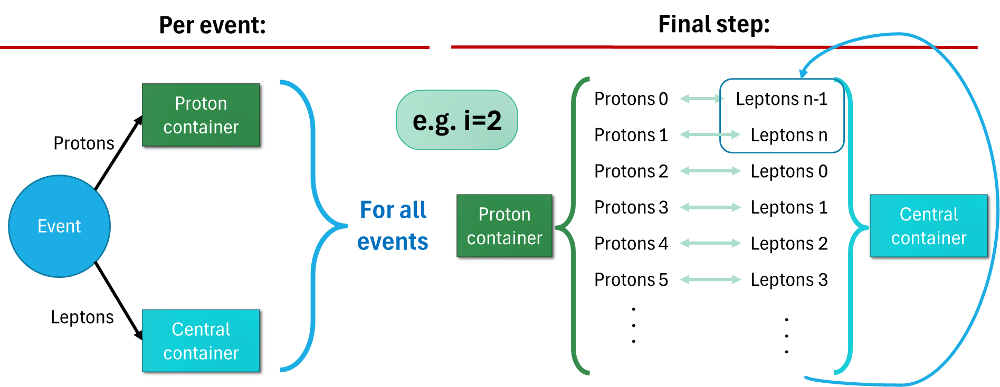 Per event:
Final step:
Proton
container
Protons
Event
Leptons
Central
container
For all
events
e.g. i=2
Proton
container
Protons 0
Leptons n-1
Protons 1
Leptons n
Protons 2
Leptons 0
Protons 3
Leptons 1
Protons 4
Leptons 2
Protons 5
Leptons 3
Central
container